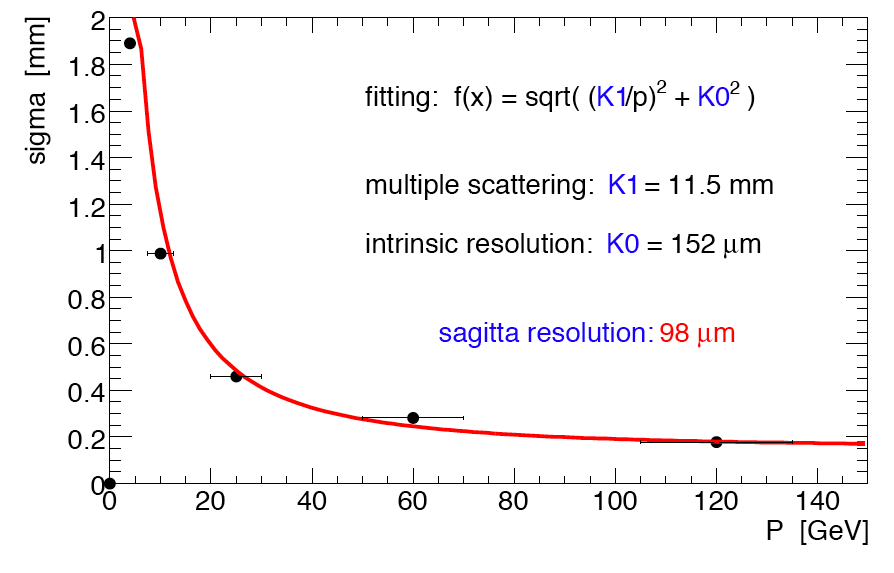 sigma [mm]
2
1.8
1.6
1.4
1.2
1
0.8
0.6
0.4
0.2
0
fitting: f(x) = sqrt( (K1/p)² + K0² )
multiple scattering: K1 = 11.5 mm
intrinsic resolution: K0 = 152 μm
sagitta resolution: 98 μm
0 20 40 60 80 100 120 140
P [GeV]